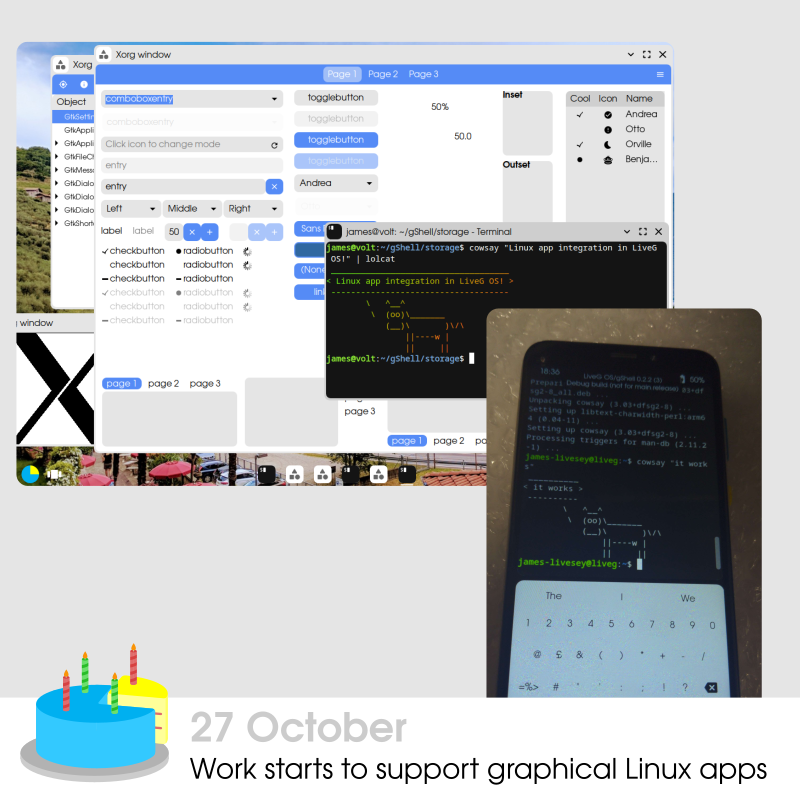 Xorg window
Xorg
Page 1 Page 2 Page 3
Object
GtkSettin
GtkAppli
GtkAppli
GtkFileCh
GtkMessa
GtkDialo
GtkDialo
GtkDialo
GtkShortc
window
comboboxentry
comboboxentry
Click icon to change mode
entry
entry
Left Middle Right
label label 50
checkbutton radiobutton
checkbutton radiobutton
checkbutton radiobutton
checkbutton radiobutton
checkbutton radiobutton
checkbutton radiobutton
togglebutton
togglebutton
togglebutton
togglebutton
Andrea
Sans
(None
link
50%
50.0
Inset
Outset
Cool Icon Name
Andrea
Otto
Orville
Benja...
page 1 page 2 page 3
page 3
page 1 page 2 pa
james@volt: ~/gShell/storage - Terminal
james@volt:~/gShell/storage$ cowsay "Linux app integration in LiveG
OS!" | lolcat
< Linux app integration in LiveG OS! >
\   ^__^
\  (oo)\_______
(__)\       )\/\
||----w |
||     ||
james@volt:~/gShell/storage$
18:36 LiveG OS/gShell 0.2.2 (3) 50%
Debug build (not for main release)
Prepari 03+df
sg2-8_all.deb ...
Unpacking cowsay (3.03+dfsg2-8) ...
Setting up libtext-charwidth-perl:arm6
4 (0.04-11) ...
Setting up cowsay (3.03+dfsg2-8) ...
Processing triggers for man-db (2.11.2
-1) ...
james-livesey@liveg:~$ cowsay "it work
s"
< it works >
\   ^__^
\  (oo)\_______
(__)\       )\/\
||----w |
||     ||
james-livesey@liveg:~$
The I We
1 2 3 4 5 6 7 8 9 0
@ £ & ( ) * + - /
=%> # ' ' : ; ! ?
27 October
Work starts to support graphical Linux apps